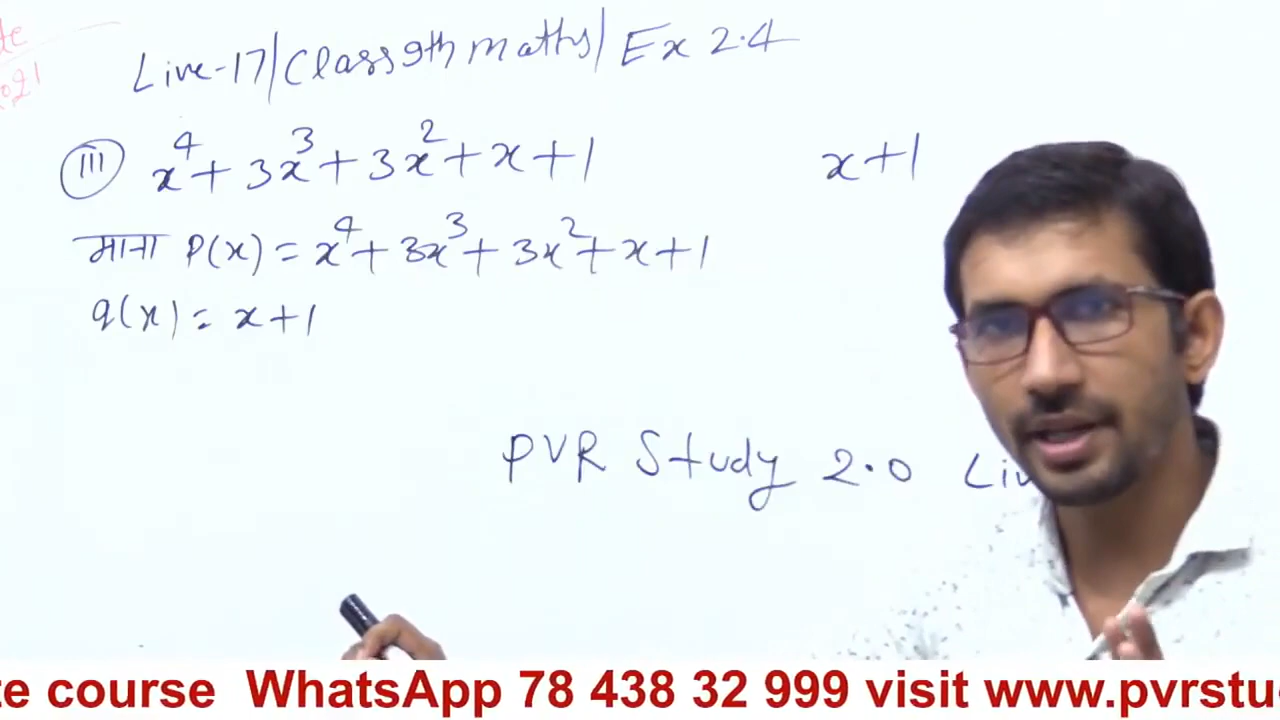 Live-17/Class 9th maths/ Ex 2.4
(III) x⁴ + 3x³ + 3x² + x + 1
x+1
माना P(x) = x⁴ + 3x³ + 3x² + x + 1
q(x) = x + 1
PVR Study 2.0
course WhatsApp 78 438 32 999 visit www.pvrstu